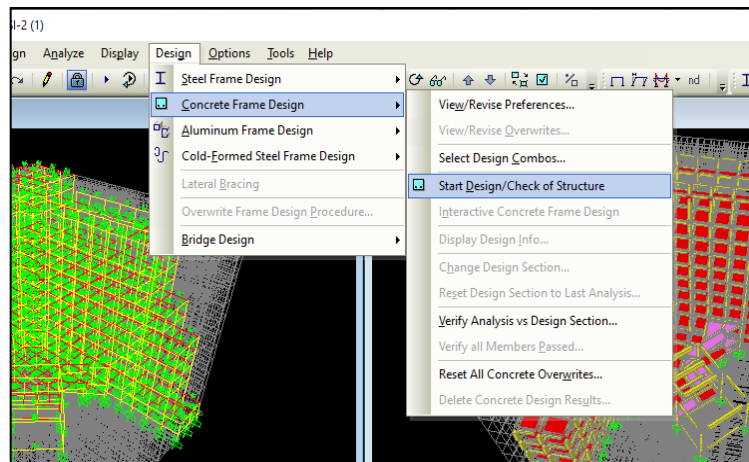 SI-2 (1)
gn Analyze Display Design Options Tools Help
nd
Steel Frame Design
Concrete Frame Design
Aluminum Frame Design
Cold-Formed Steel Frame Design
Lateral Bracing
Overwrite Frame Design Procedure...
Bridge Design
View/Revise Preferences...
View/Revise Overwrites...
Select Design Combos...
Start Design/Check of Structure
Interactive Concrete Frame Design
Display Design Info...
Change Design Section...
Reset Design Section to Last Analysis...
Verify Analysis vs Design Section...
Verify all Members Passed...
Reset All Concrete Overwrites...
Delete Concrete Design Results...